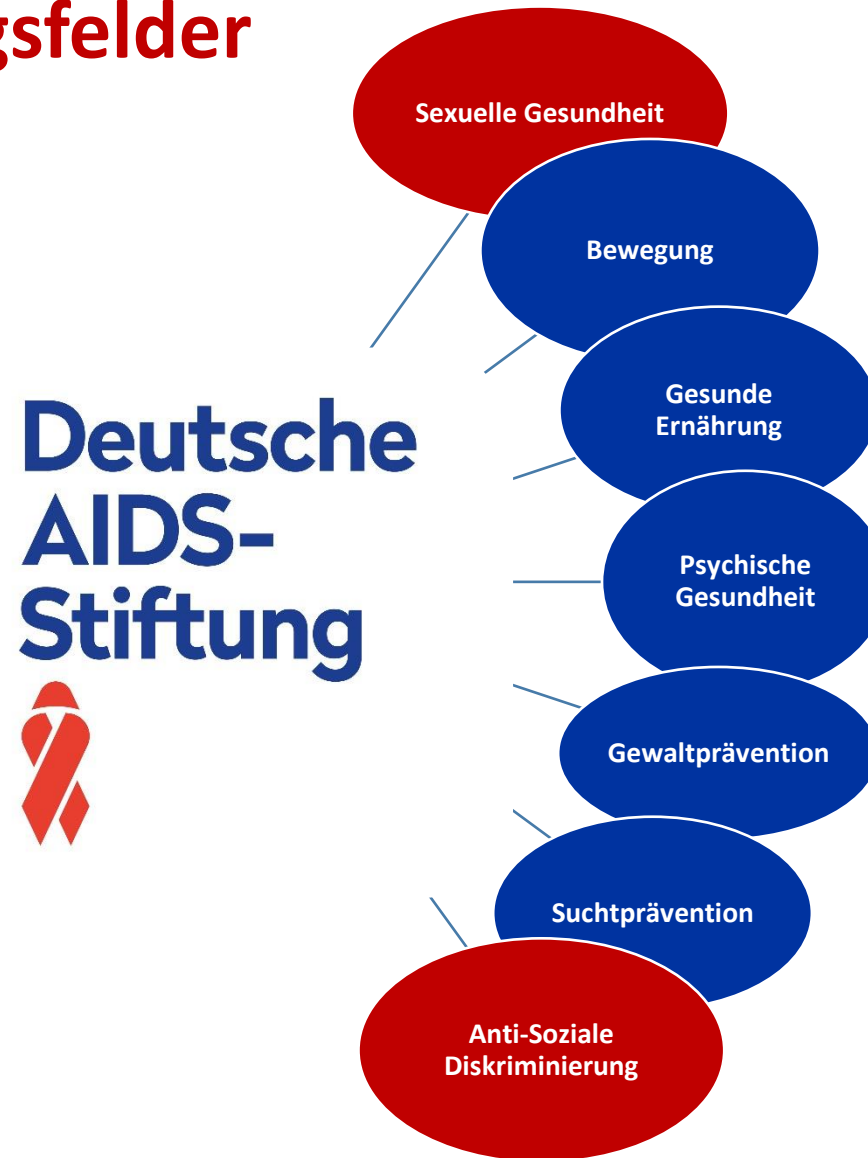 gsfelder
Sexuelle Gesundheit
Bewegung
Gesunde
Ernährung
Psychische
Gesundheit
Gewaltprävention
Suchtprävention
Anti-Soziale
Diskriminierung
Deutsche
AIDS-
Stiftung